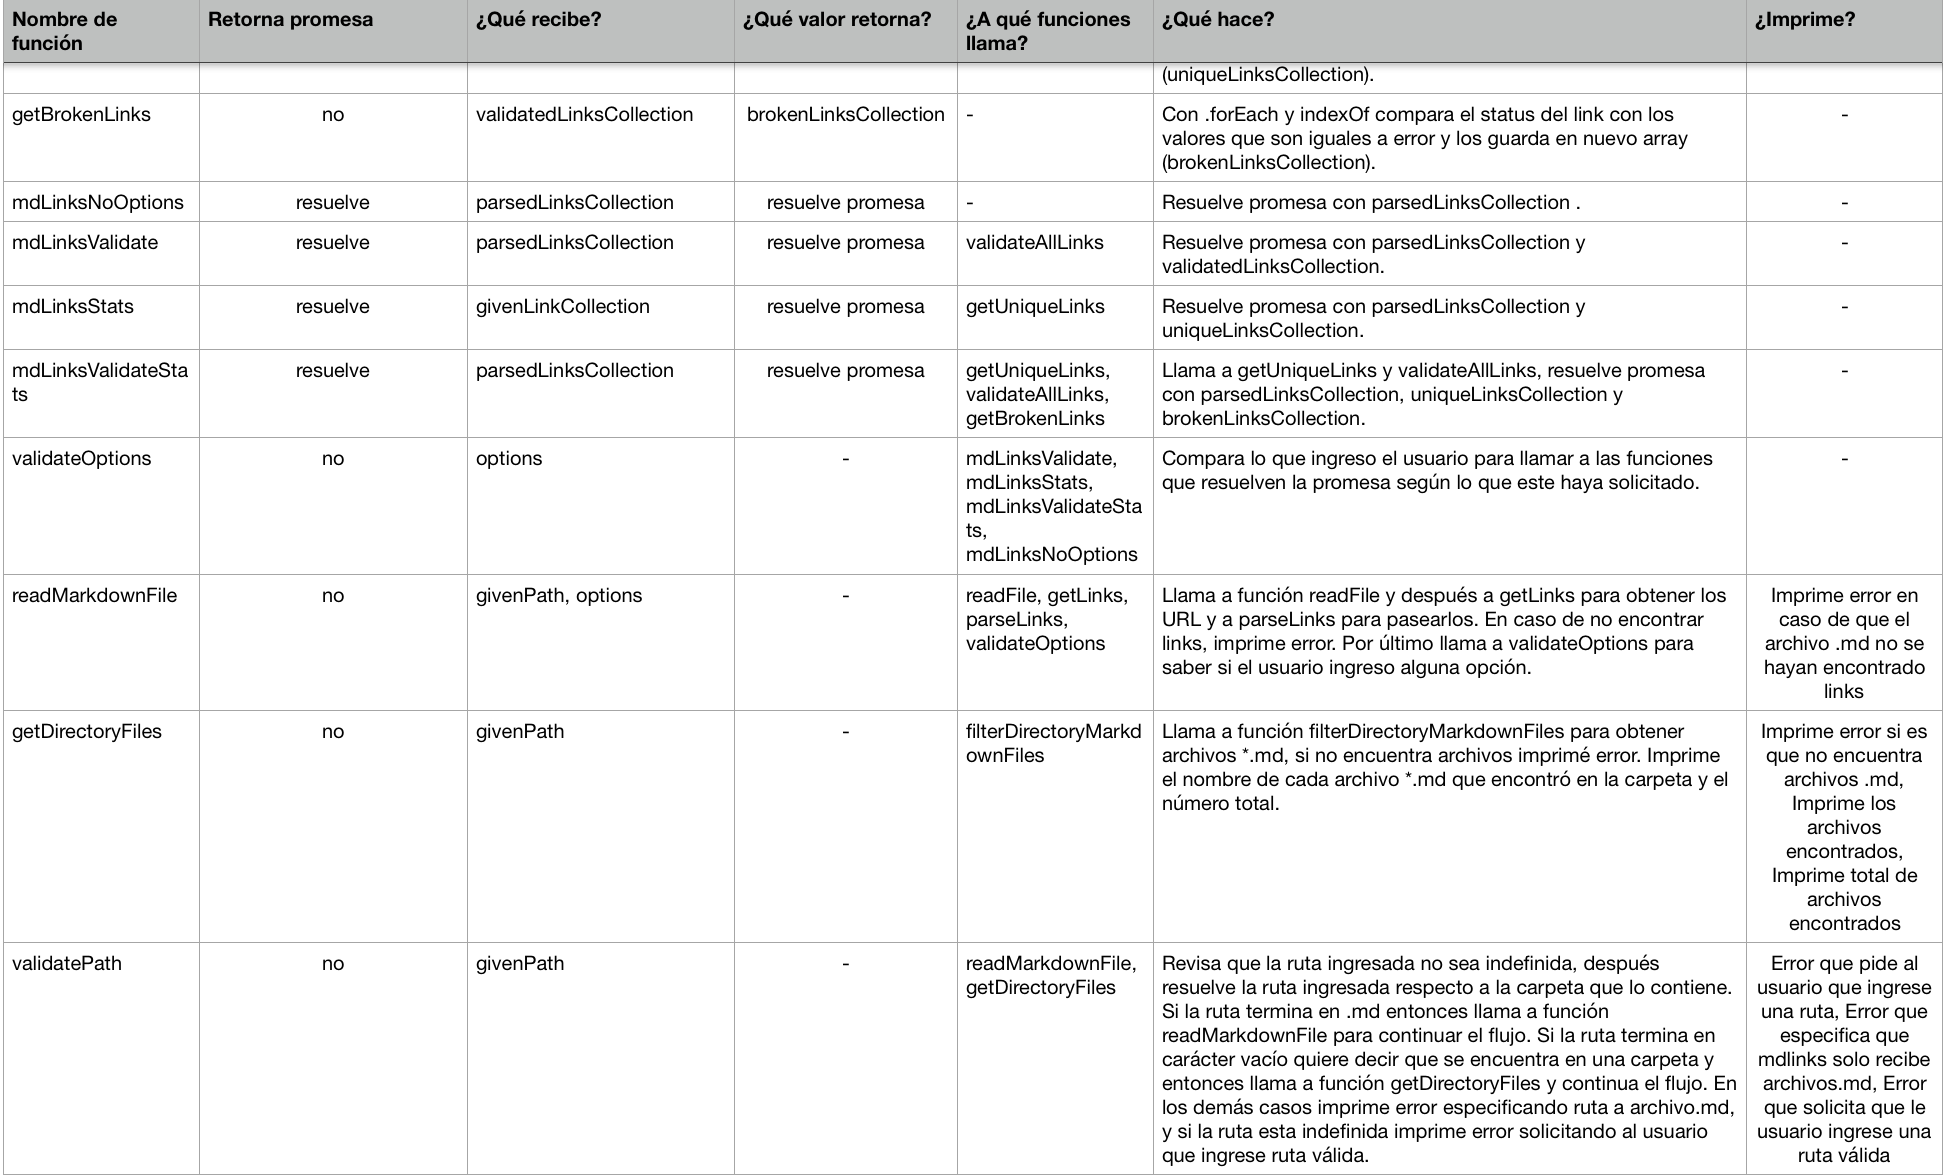 Nombre de
función
Retorna promesa
¿Qué recibe?
¿Qué valor retorna?
¿A qué funciones
llama?
¿Qué hace?
¿Imprime?
(uniqueLinksCollection).
getBrokenLinks
no
validatedLinksCollection
brokenLinksCollection
-
Con .forEach y indexOf compara el status del link con los
valores que son iguales a error y los guarda en nuevo array
(brokenLinksCollection).
-
mdLinksNoOptions
resuelve
parsedLinksCollection
resuelve promesa
-
Resuelve promesa con parsedLinksCollection .
-
mdLinksValidate
resuelve
parsedLinksCollection
resuelve promesa
validateAllLinks
Resuelve promesa con parsedLinksCollection y
validatedLinksCollection.
-
mdLinksStats
resuelve
givenLinkCollection
resuelve promesa
getUniqueLinks
Resuelve promesa con parsedLinksCollection y
uniqueLinksCollection.
-
mdLinksValidateSta
ts
resuelve
parsedLinksCollection
resuelve promesa
getUniqueLinks,
validateAllLinks,
getBrokenLinks
Llama a getUniqueLinks y validateAllLinks, resuelve promesa
con parsedLinksCollection, uniqueLinksCollection y
brokenLinksCollection.
-
validateOptions
no
options
-
mdLinksValidate,
mdLinksStats,
mdLinksValidateSta
ts,
mdLinksNoOptions
Compara lo que ingreso el usuario para llamar a las funciones
que resuelven la promesa según lo que este haya solicitado.
-
readMarkdownFile
no
givenPath, options
-
readFile, getLinks,
parseLinks,
validateOptions
Llama a función readFile y después a getLinks para obtener los
URL y a parseLinks para pasearlos. En caso de no encontrar
links, imprime error. Por último llama a validateOptions para
saber si el usuario ingreso alguna opción.
Imprime error en
caso de que el
archivo .md no se
hayan encontrado
links
getDirectoryFiles
no
givenPath
-
filterDirectoryMarkd
ownFiles
Llama a función filterDirectoryMarkdownFiles para obtener
archivos *.md, si no encuentra archivos imprimé error. Imprime
el nombre de cada archivo *.md que encontró en la carpeta y el
número total.
Imprime error si es
que no encuentra
archivos .md,
Imprime los
archivos
encontrados,
Imprime total de
archivos
encontrados
validatePath
no
givenPath
-
readMarkdownFile,
getDirectoryFiles
Revisa que la ruta ingresada no sea indefinida, después
resuelve la ruta ingresada respecto a la carpeta que lo contiene.
Si la ruta termina en .md entonces llama a función
readMarkdownFile para continuar el flujo. Si la ruta termina en
carácter vacío quiere decir que se encuentra en una carpeta y
entonces llama a función getDirectoryFiles y continua el flujo. En
los demás casos imprime error especificando ruta a archivo.md,
y si la ruta esta indefinida imprime error solicitando al usuario
que ingrese ruta válida.
Error que pide al
usuario que ingrese
una ruta, Error que
especifica que
mdlinks solo recibe
archivos.md, Error
que solicita que le
usuario ingrese una
ruta válida